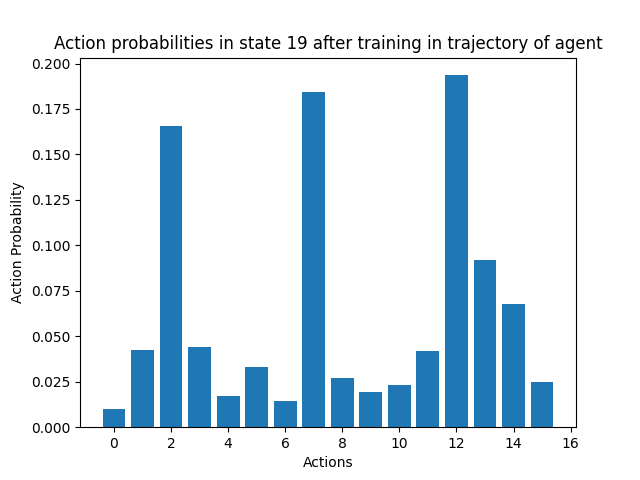 Action probabilities in state 19 after training in trajectory of agent
0.200
0.175
0.150
0.125
0.100
0.075
0.050
0.025
0.000
Action Probability
0 2 4 6 8 10 12 14 16
Actions